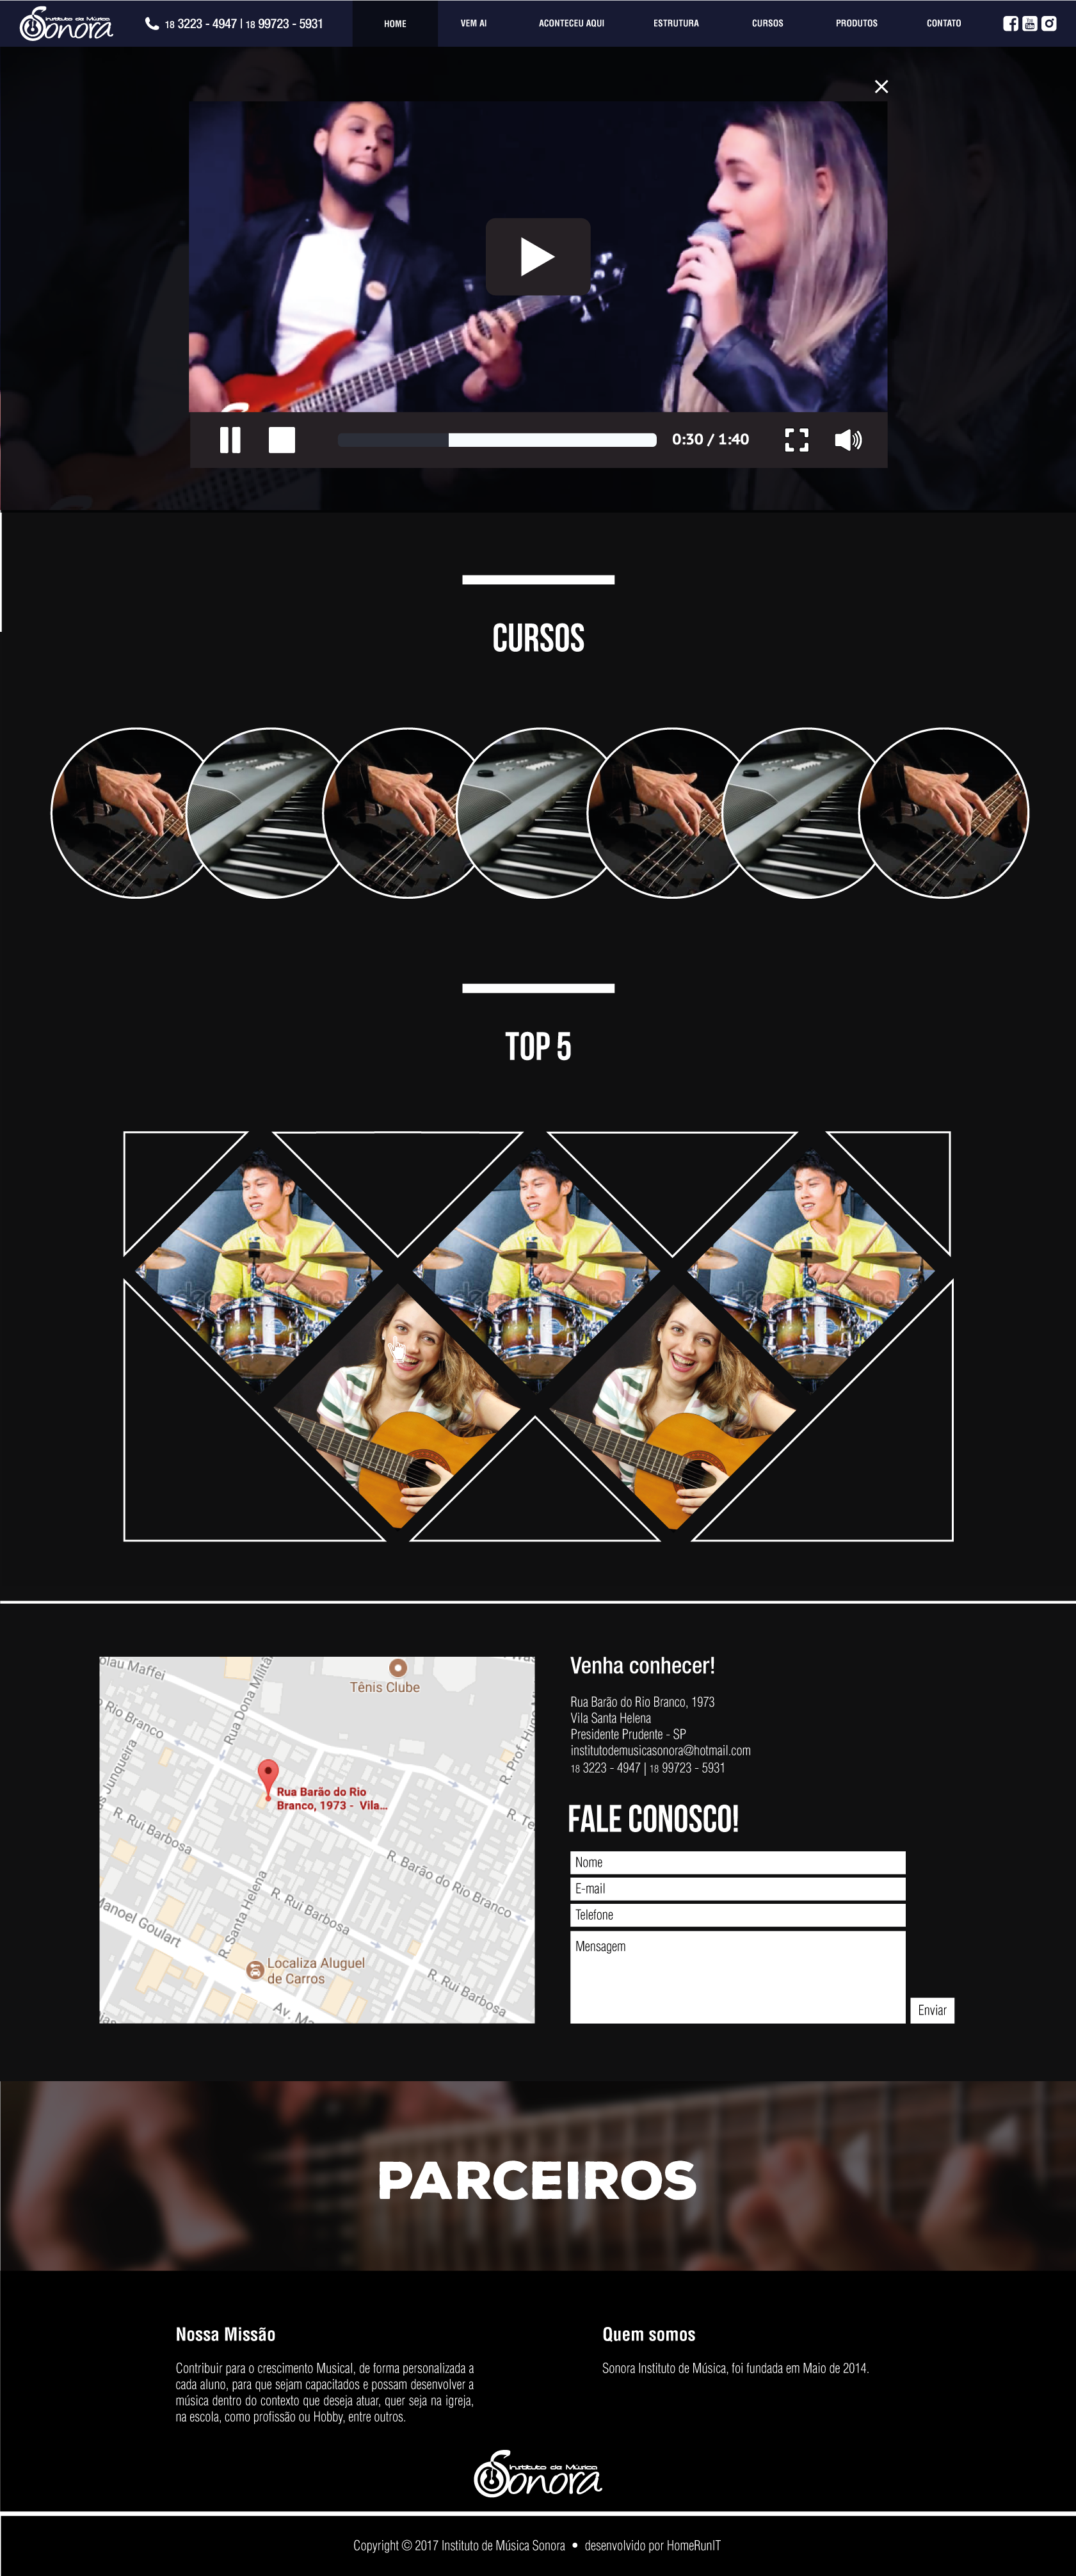 Instituto de Música
Sonora
18 3223 - 4947 | 18 99723 - 5931
HOME
VEM AI
ACONTECEU AQUI
ESTRUTURA
CURSOS
PRODUTOS
CONTATO
You
0:30 / 1:40
CURSOS
TOP 5
depositphotos
depositphotos
depositphotos
olau Maffei
Rua Dona Militã
Tênis Clube
Rio Branco
as Junqueira
R. Prof. Hu
Rua Barão do Rio
Branco, 1973 - Vila...
R. Te
R. Rui Barbosa
R. Barão do Rio Branco
R. Rui Barbosa
R. Santa Helena
Manoel Goulart
Localiza Aluguel
de Carros
R. Rui Barbosa
Av. Ma
Venha conhecer!
Rua Barão do Rio Branco, 1973
Vila Santa Helena
Presidente Prudente - SP
institutodemusicasonora@hotmail.com
18 3223 - 4947 | 18 99723 - 5931
FALE CONOSCO!
Nome
E-mail
Telefone
Mensagem
Enviar
PARCEIROS
Nossa Missão
Contribuir para o crescimento Musical, de forma personalizada a
cada aluno, para que sejam capacitados e possam desenvolver a
música dentro do contexto que deseja atuar, quer seja na igreja,
na escola, como profissão ou Hobby, entre outros.
Quem somos
Sonora Instituto de Música, foi fundada em Maio de 2014.
Instituto de Música
Sonora
Copyright © 2017 Instituto de Música Sonora • desenvolvido por HomeRunIT